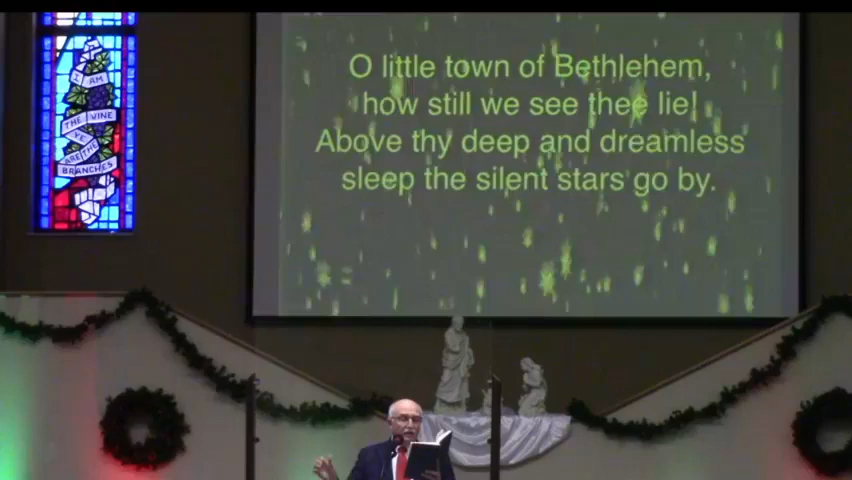 I AM
THE VINE
YE
ARE THE
BRANCHES
O little town of Bethlehem,
how still we see thee lie!
Above thy deep and dreamless
sleep the silent stars go by.